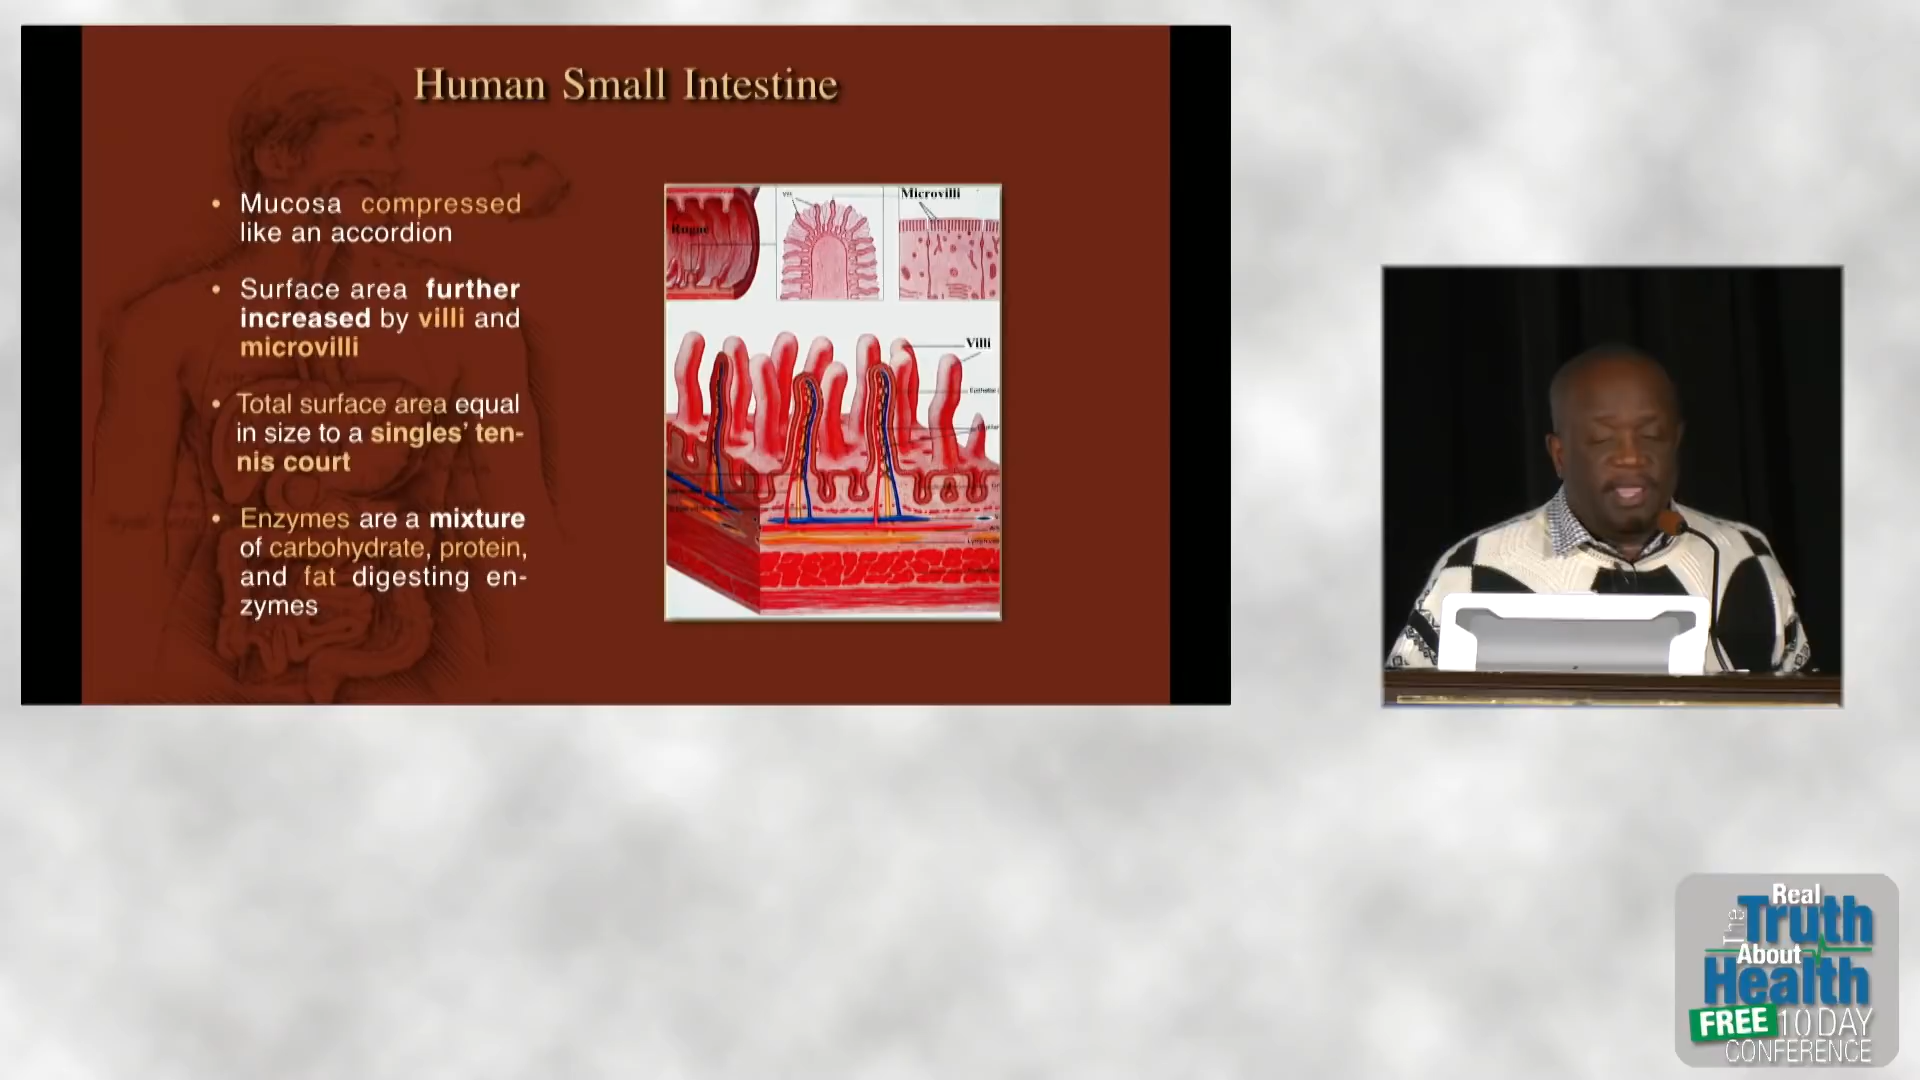 Human Small Intestine
• Mucosa compressed
like an accordion
• Surface area further
increased by villi and
microvilli
• Total surface area equal
in size to a singles' ten-
nis court
• Enzymes are a mixture
of carbohydrate, protein,
and fat digesting en-
zymes
Rugae
Microvilli
Villi
The
Real
Truth
About
Health
FREE 10 DAY
CONFERENCE